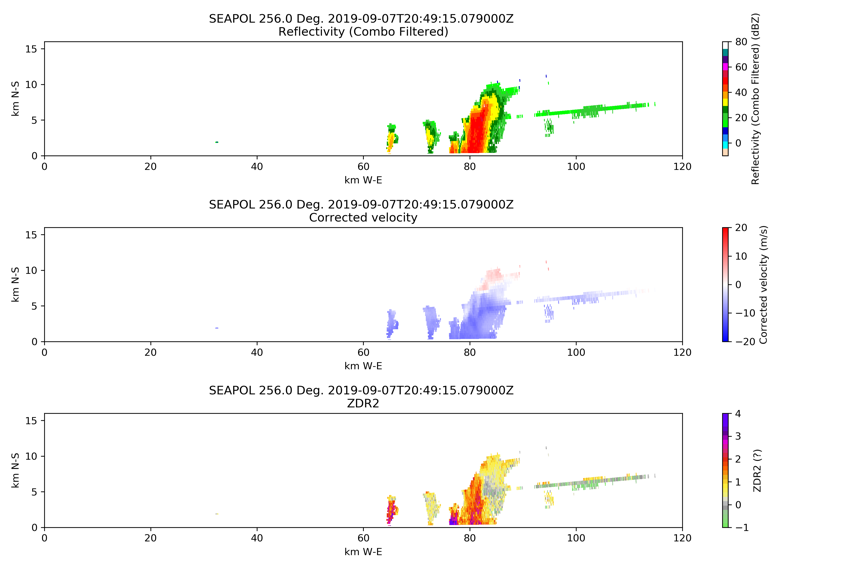 SEAPOL 256.0 Deg. 2019-09-07T20:49:15.079000Z
Reflectivity (Combo Filtered)
15
10
5
0
km N-S
0 20 40 60 80 100 120
km W-E
80
60
40
20
0
Reflectivity (Combo Filtered) (dBZ)
SEAPOL 256.0 Deg. 2019-09-07T20:49:15.079000Z
Corrected velocity
15
10
5
0
km N-S
0 20 40 60 80 100 120
km W-E
20
10
0
−10
−20
Corrected velocity (m/s)
SEAPOL 256.0 Deg. 2019-09-07T20:49:15.079000Z
ZDR2
15
10
5
0
km N-S
0 20 40 60 80 100 120
km W-E
4
3
2
1
0
−1
ZDR2 (?)